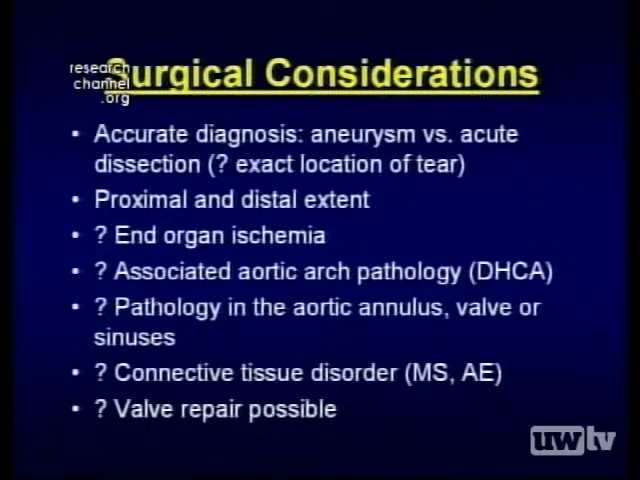 research
channel
.org
Surgical Considerations
• Accurate diagnosis: aneurysm vs. acute
dissection (? exact location of tear)
• Proximal and distal extent
• ? End organ ischemia
• ? Associated aortic arch pathology (DHCA)
• ? Pathology in the aortic annulus, valve or
sinuses
• ? Connective tissue disorder (MS, AE)
• ? Valve repair possible
uwtv